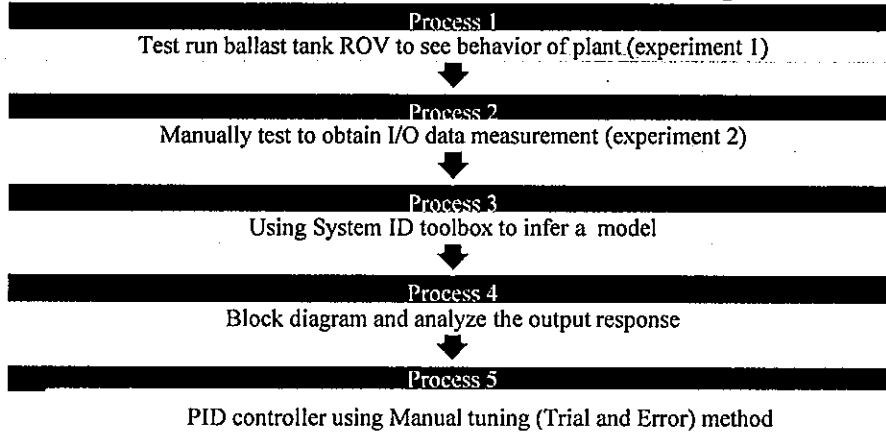 Process 1
Test run ballast tank ROV to see behavior of plant (experiment 1)
Process 2
Manually test to obtain I/O data measurement (experiment 2)
Process 3
Using System ID toolbox to infer a model
Process 4
Block diagram and analyze the output response
Process 5
PID controller using Manual tuning (Trial and Error) method